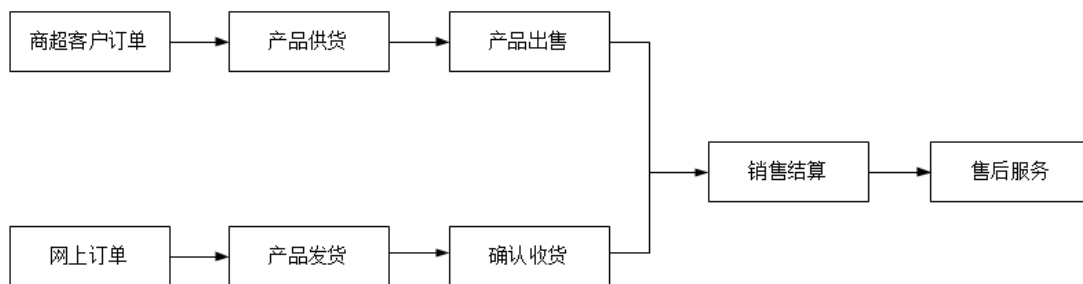 商超客户订单
产品供货
产品出售
销售结算
售后服务
网上订单
产品发货
确认收货